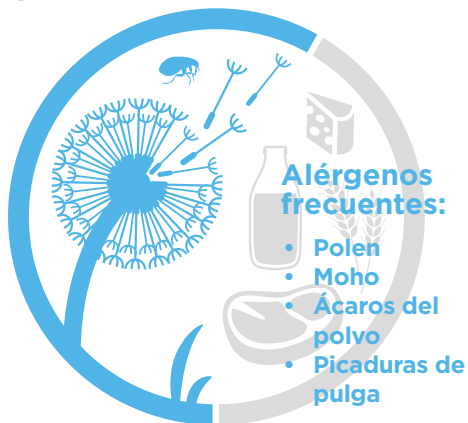 Alérgenos
frecuentes:
• Polen
• Moho
• Ácaros del
polvo
• Picaduras de
pulga